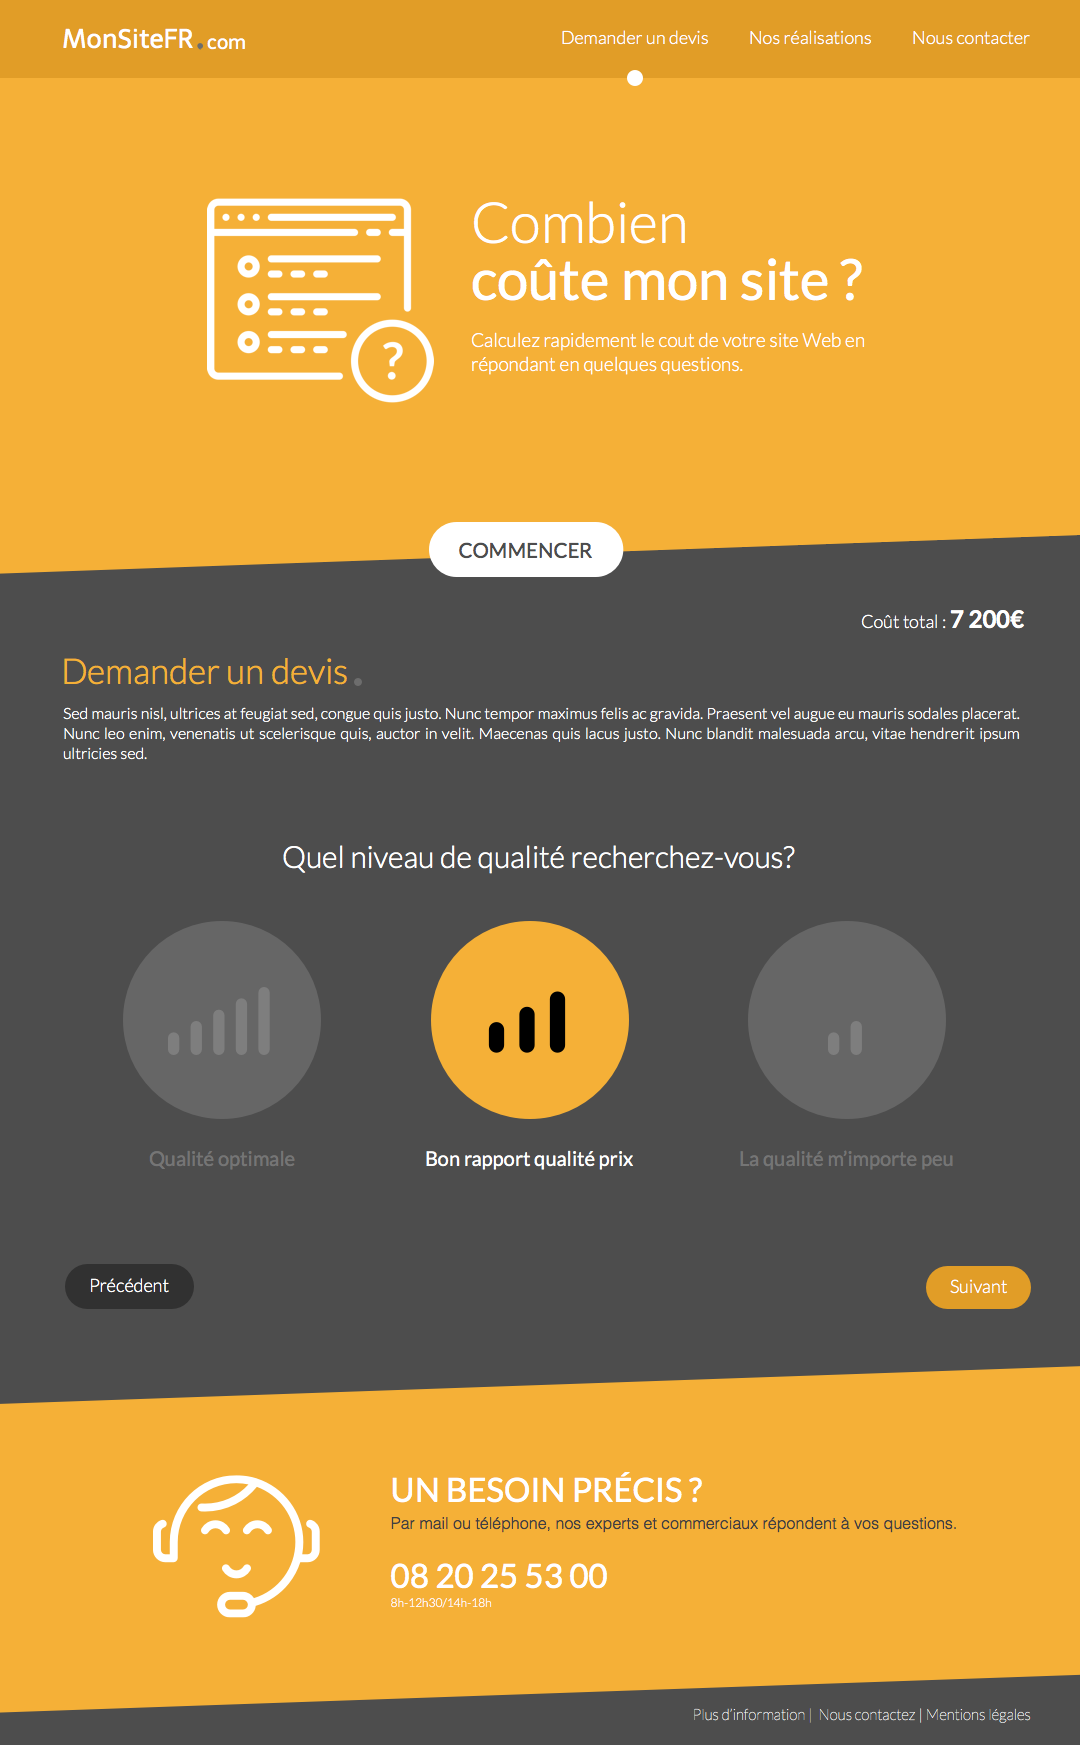 MonSiteFR.com
Demander un devis
Nos réalisations
Nous contacter
Combien
coûte mon site ?
Calculez rapidement le cout de votre site Web en
répondant en quelques questions.
?
COMMENCER
Coût total : 7 200€
Demander un devis.
Sed mauris nisl, ultrices at feugiat sed, congue quis justo. Nunc tempor maximus felis ac gravida. Praesent vel augue eu mauris sodales placerat.
Nunc leo enim, venenatis ut scelerisque quis, auctor in velit. Maecenas quis lacus justo. Nunc blandit malesuada arcu, vitae hendrerit ipsum
ultricies sed.
Quel niveau de qualité recherchez-vous?
Qualité optimale
Bon rapport qualité prix
La qualité m’importe peu
Précédent
Suivant
UN BESOIN PRÉCIS ?
Par mail ou téléphone, nos experts et commerciaux répondent à vos questions.
08 20 25 53 00
8h-12h30/14h-18h
Plus d’information | Nous contactez | Mentions légales